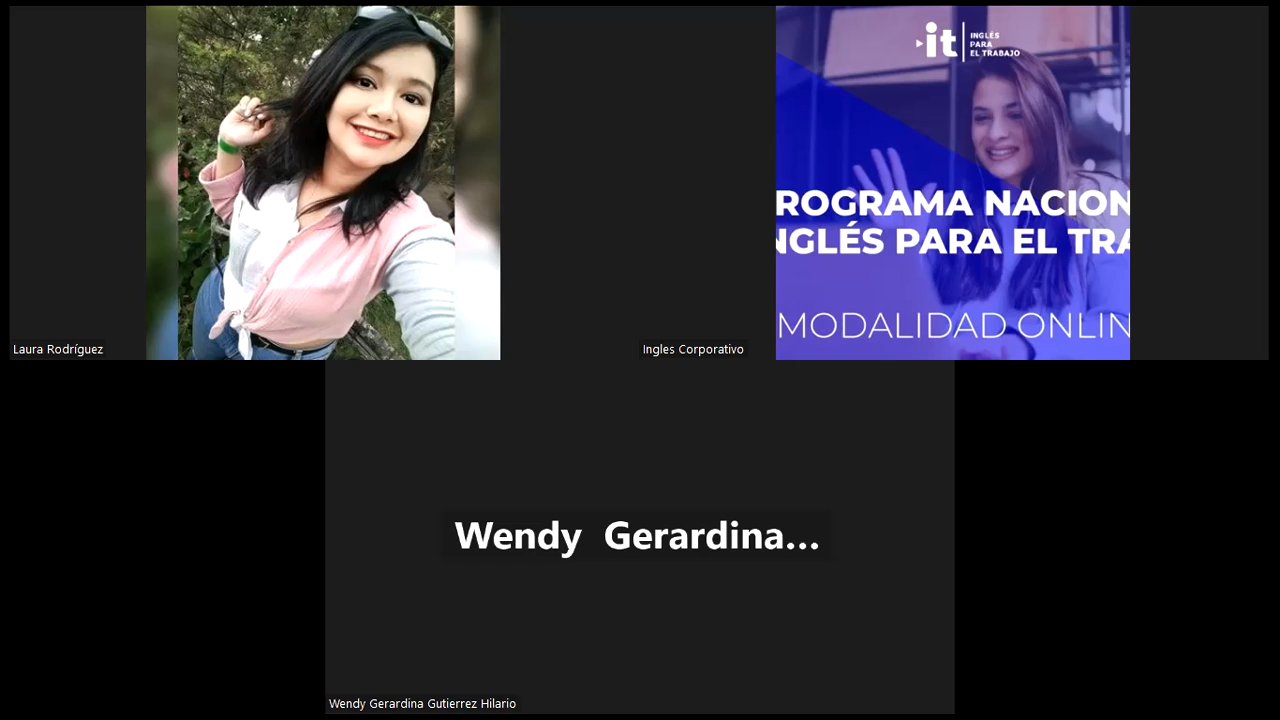 it
INGLÉS
PARA
EL TRABAJO
ROGRAMA NACION
NGLÉS PARA EL TRA
MODALIDAD ONLIN
Laura Rodríguez
Ingles Corporativo
Wendy Gerardina...
Wendy Gerardina Gutierrez Hilario